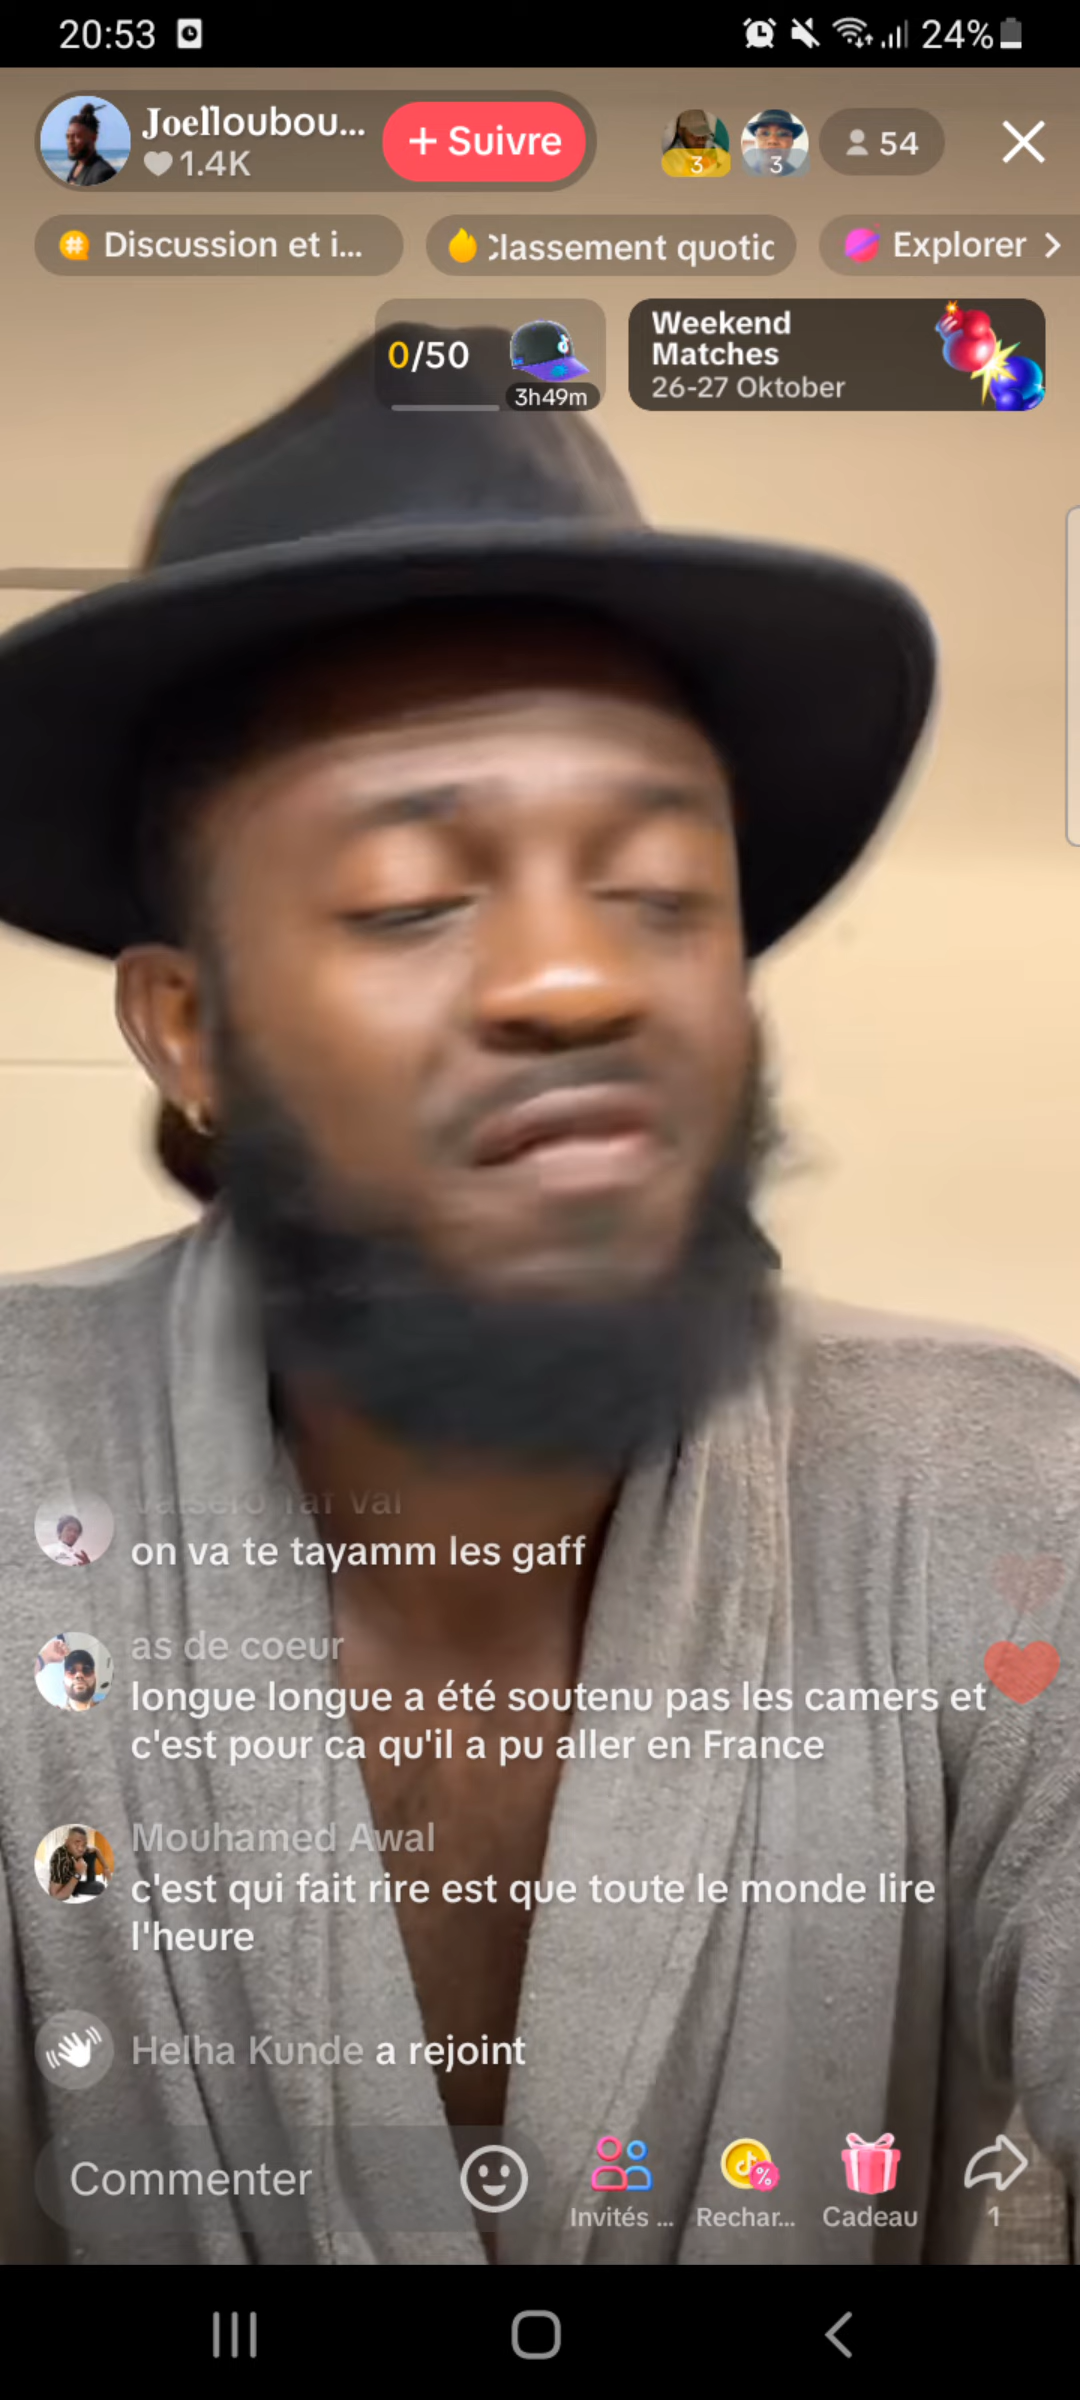 20:53
24%
Joelloubou...
1.4K
+ Suivre
3
3
54
Discussion et i...
Classement quotic
Explorer
0/50
3h49m
Weekend
Matches
26-27 Oktober
Taf Val
on va te tayamm les gaff
as de coeur
longue longue a été soutenu pas les camers et
c'est pour ca qu'il a pu aller en France
Mouhamed Awal
c'est qui fait rire est que toute le monde lire
l'heure
Helha Kunde a rejoint
Commenter
Invités ...
Rechar...
Cadeau
1